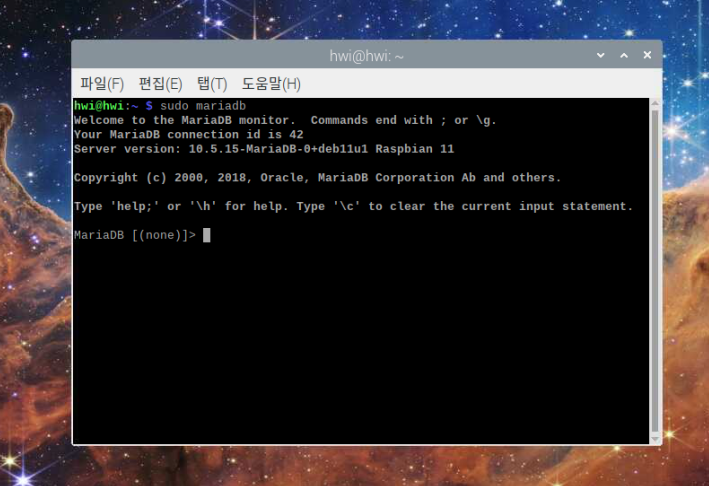 hwi@hwi: ~
파일(F) 편집(E) 탭(T) 도움말(H)
hwi@hwi:~ $ sudo mariadb
Welcome to the MariaDB monitor.  Commands end with ; or \g.
Your MariaDB connection id is 42
Server version: 10.5.15-MariaDB-0+deb11u1 Raspbian 11
Copyright (c) 2000, 2018, Oracle, MariaDB Corporation Ab and others.
Type 'help;' or '\h' for help. Type '\c' to clear the current input statement.
MariaDB [(none)]>